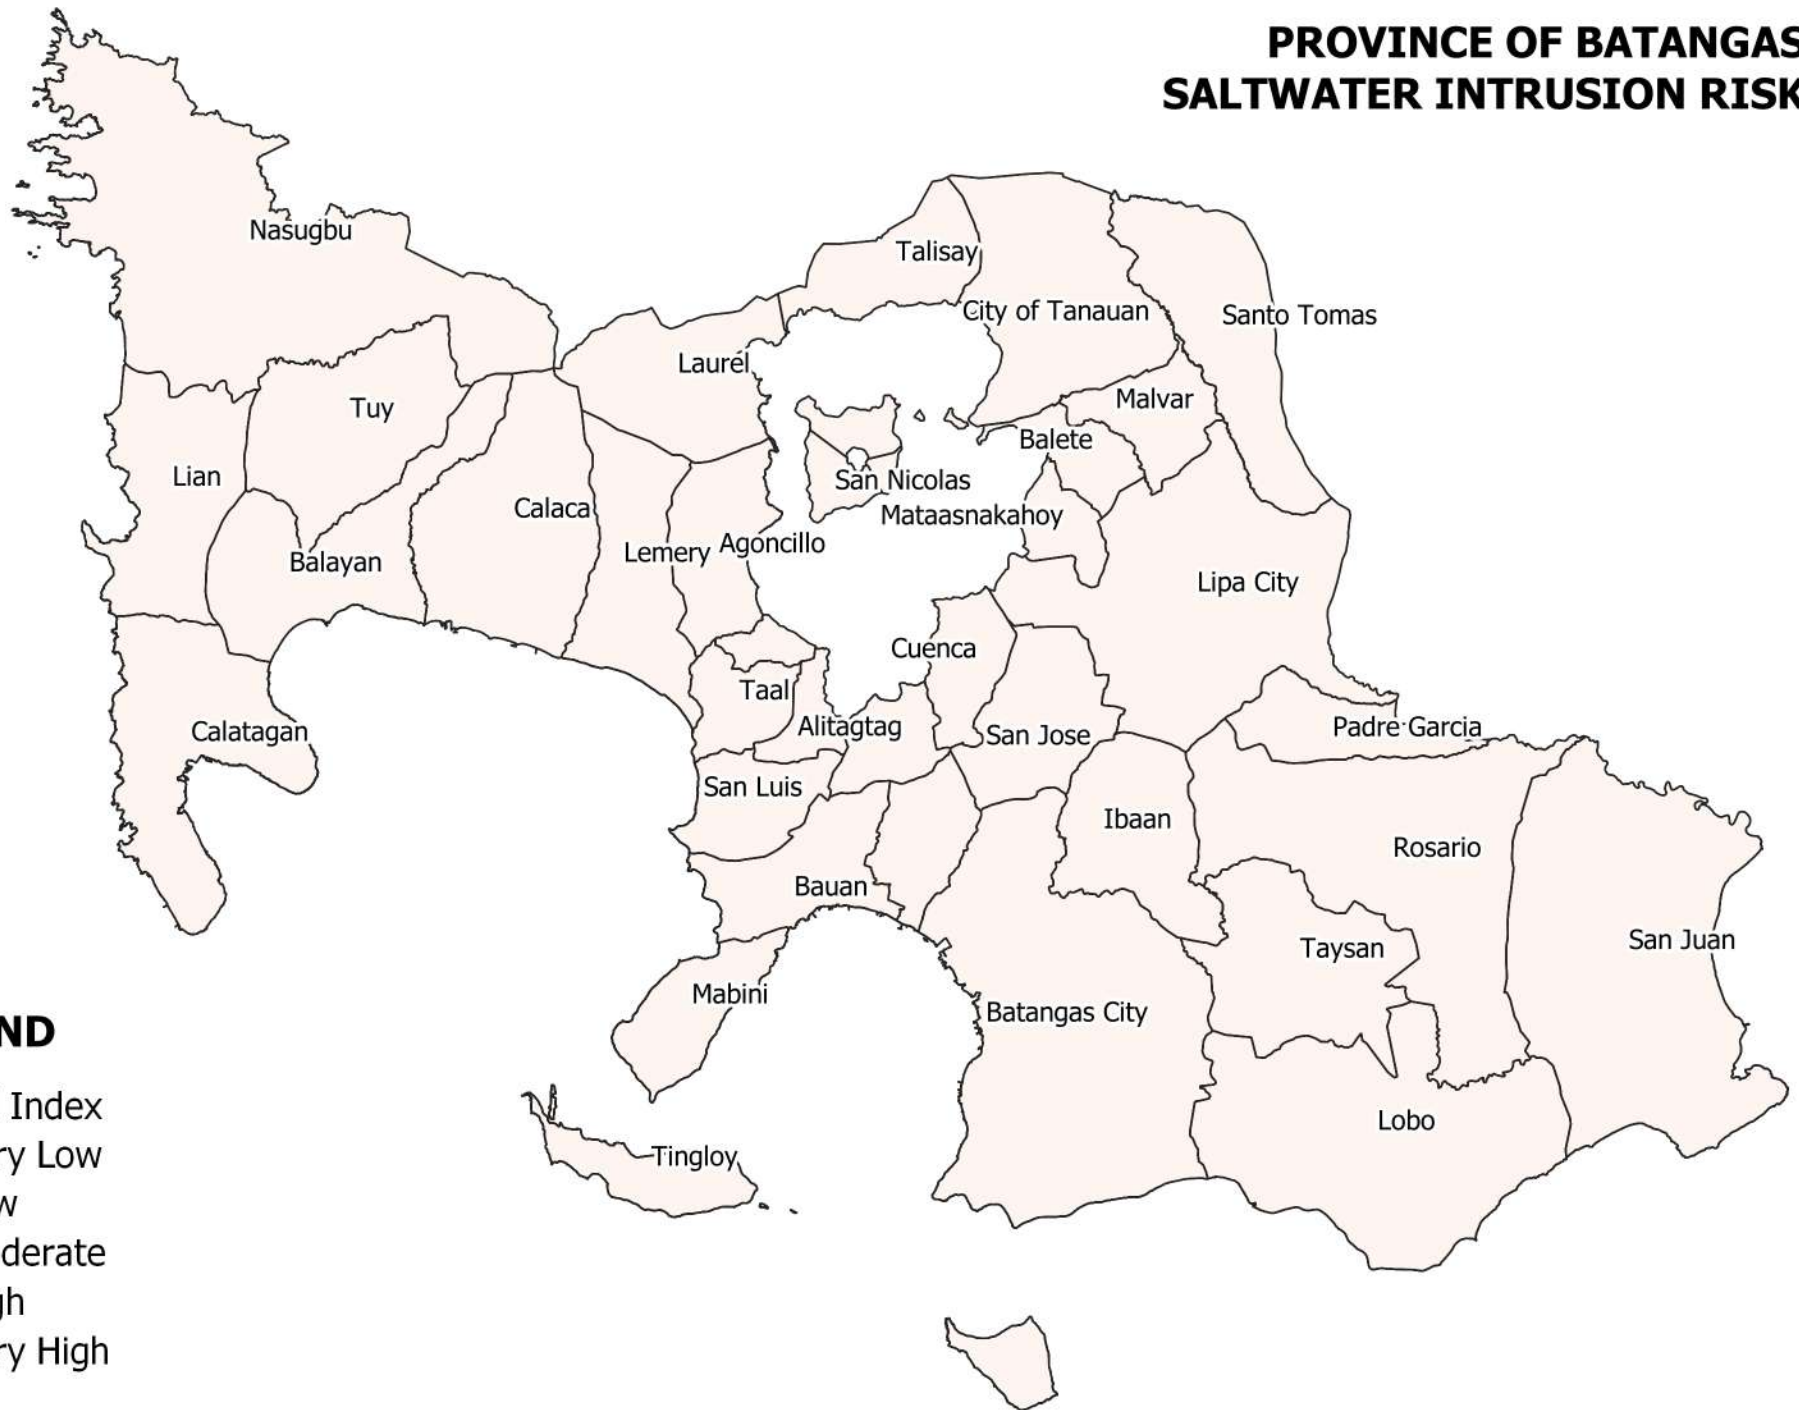 PROVINCE OF BATANGAS
SALTWATER INTRUSION RISK
Nasugbu
Talisay
City of Tanauan
Santo Tomas
Laurel
Malvar
Tuy
Balete
Lian
San Nicolas
Calaca
Mataasnakahoy
Agoncillo
Lemery
Balayan
Lipa City
Cuenca
Taal
Alitagtag
Calatagan
San Jose
Padre Garcia
San Luis
Ibaan
Rosario
Bauan
San Juan
Taysan
Mabini
Batangas City
ND
Index
ry Low
w
derate
gh
ry High
Lobo
Tingloy